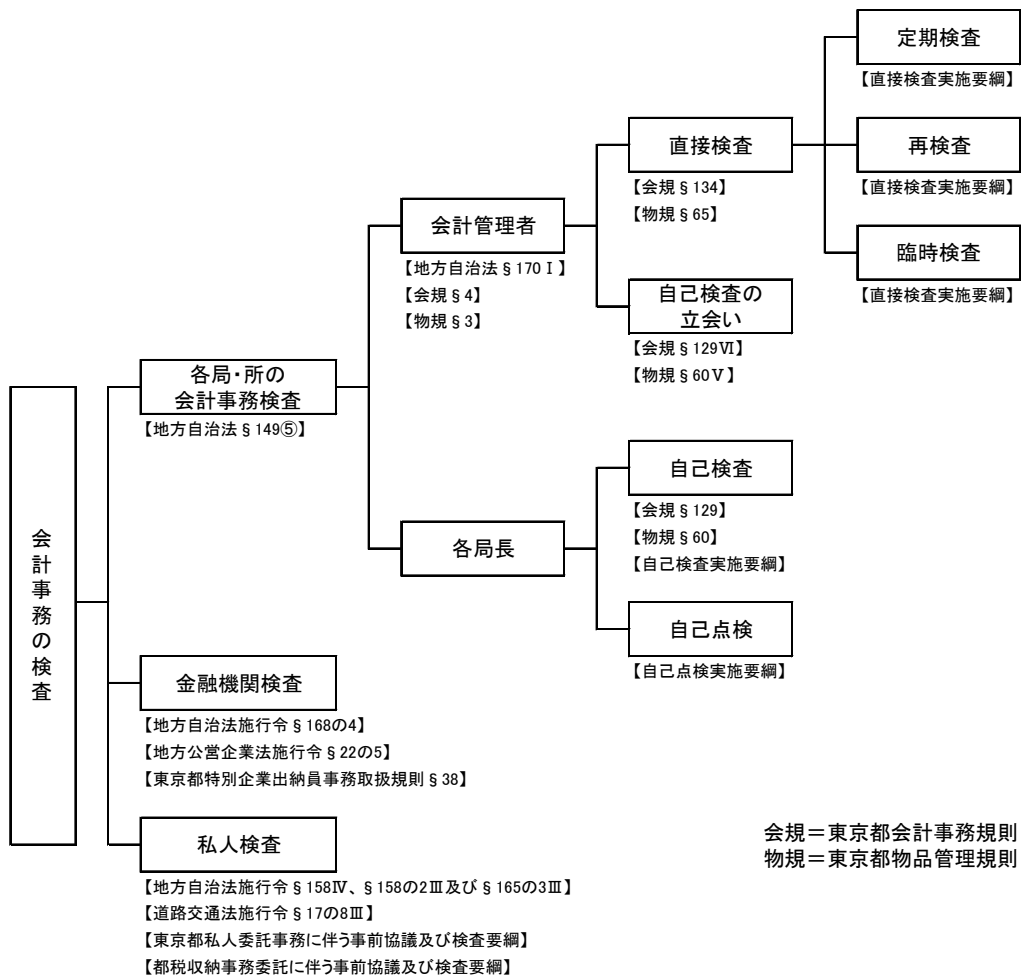 会計事務の検査
各局・所の
会計事務検査
【地方自治法§149⑤】
会計管理者
【地方自治法§170Ⅰ】
【会規§4】
【物規§3】
直接検査
【会規§134】
【物規§65】
定期検査
【直接検査実施要綱】
再検査
【直接検査実施要綱】
臨時検査
【直接検査実施要綱】
自己検査の
立会い
【会規§129Ⅵ】
【物規§60Ⅴ】
各局長
自己検査
【会規§129】
【物規§60】
【自己検査実施要綱】
自己点検
【自己点検実施要綱】
金融機関検査
【地方自治法施行令§168の4】
【地方公営企業法施行令§22の5】
【東京都特別企業出納員事務取扱規則§38】
私人検査
【地方自治法施行令§158Ⅳ、§158の2Ⅲ及び§165の3Ⅲ】
【道路交通法施行令§17の8Ⅲ】
【東京都私人委託事務に伴う事前協議及び検査要綱】
【都税収納事務委託に伴う事前協議及び検査要綱】
会規=東京都会計事務規則
物規=東京都物品管理規則